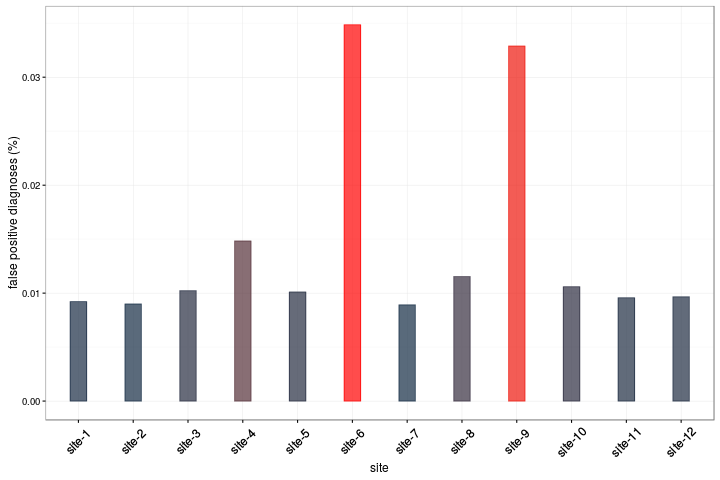 false positive diagnoses (%)
0.03
0.02
0.01
0.00
site-1 site-2 site-3 site-4 site-5 site-6 site-7 site-8 site-9 site-10 site-11 site-12
site